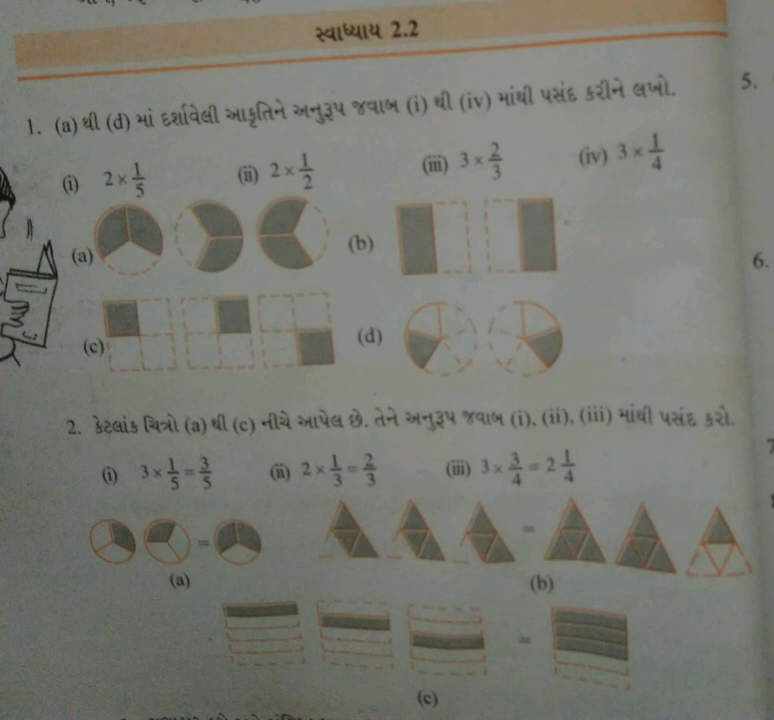 સ્વાધ્યાય 2.2
5.
1. (a) થી (d) માં દર્શાવેલી આકૃતિને અનુરૂપ જવાબ (i) થી (iv) માંથી પસંદ કરીને લખો.
(i) 2 × 1/5 (ii) 2 × 1/2 (iii) 3 × 2/3 (iv) 3 × 1/4
(a) (b)
6.
(c) (d)
2. કેટલાંક ચિત્રો (a) થી (c) નીચે આપેલ છે. તેને અનુરૂપ જવાબ (i), (ii), (iii) માંથી પસંદ કરો.
7
(i) 3 × 1/5 = 3/5 (ii) 2 × 1/3 = 2/3 (iii) 3 × 3/4 = 2 1/4
= =
(a) (b)
=
(c)